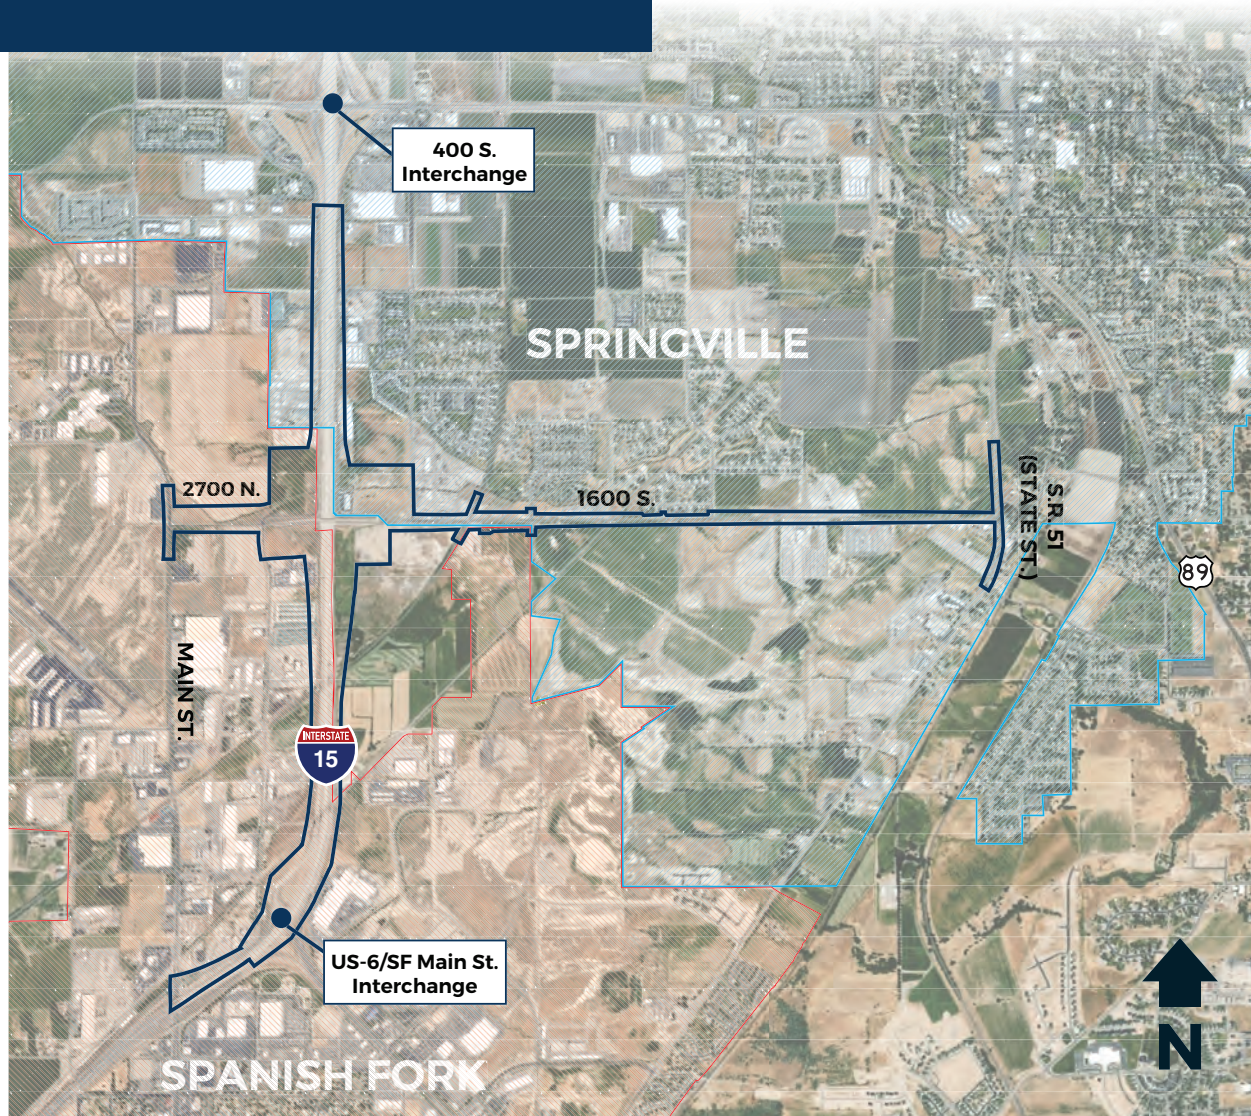 400 S.
Interchange
SPRINGVILLE
2700 N.
1600 S.
S.R. 51
(STATE ST.)
89
MAIN ST.
INTERSTATE
15
US-6/SF Main St.
Interchange
SPANISH FORK
N